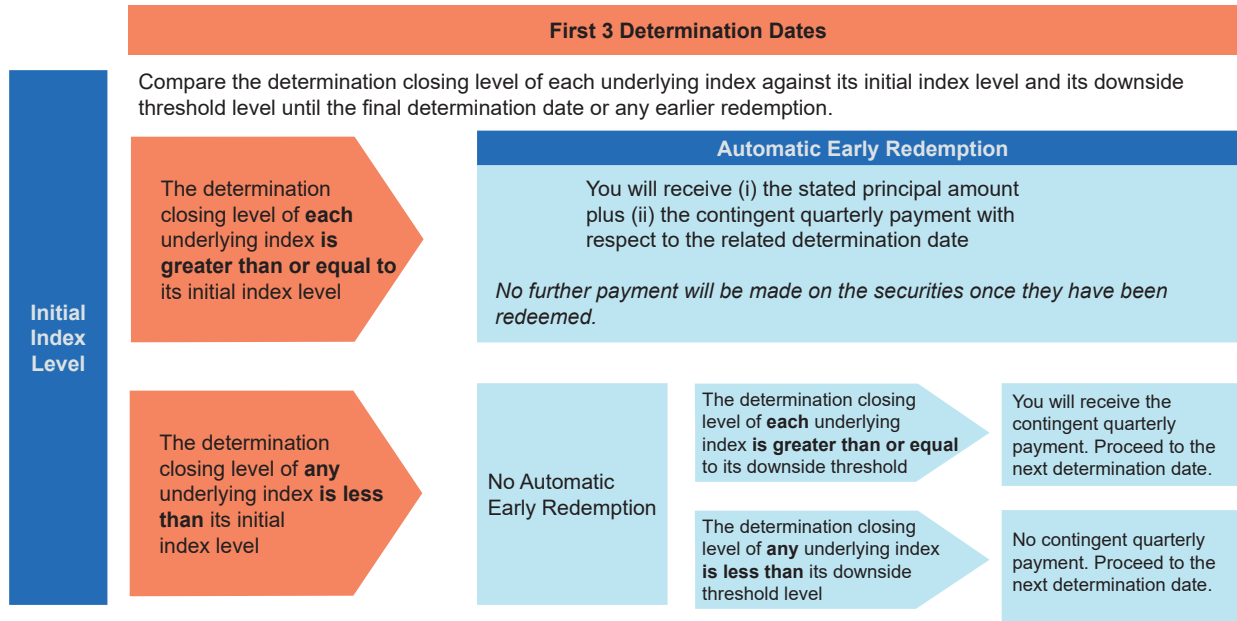 First 3 Determination Dates
Compare the determination closing level of each underlying index against its initial index level and its downside
threshold level until the final determination date or any earlier redemption.
Initial
Index
Level
The determination
closing level of each
underlying index is
greater than or equal to
its initial index level
Automatic Early Redemption
You will receive (i) the stated principal amount
plus (ii) the contingent quarterly payment with
respect to the related determination date
No further payment will be made on the securities once they have been
redeemed.
The determination
closing level of any
underlying index is less
than its initial
index level
No Automatic
Early Redemption
The determination closing
level of each underlying
index is greater than or equal
to its downside threshold
You will receive the
contingent quarterly
payment. Proceed to the
next determination date.
The determination closing
level of any underlying index
is less than its downside
threshold level
No contingent quarterly
payment. Proceed to the
next determination date.